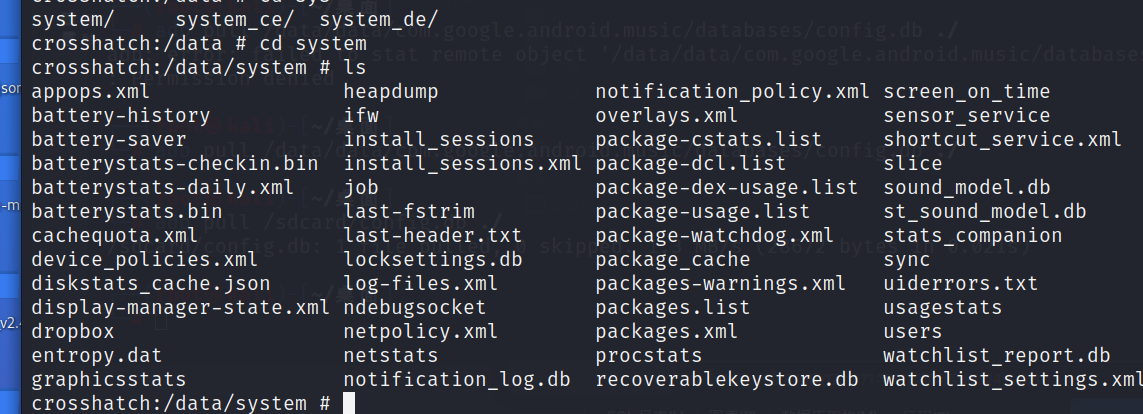 system/     system_ce/  system_de/
crosshatch:/data # cd system
crosshatch:/data/system # ls
appops.xml                 heapdump             notification_policy.xml screen_on_time
battery-history            ifw                  overlays.xml            sensor_service
battery-saver              install_sessions     package-cstats.list     shortcut_service.xml
batterystats-checkin.bin   install_sessions.xml package-dcl.list        slice
batterystats-daily.xml     job                  package-dex-usage.list  sound_model.db
batterystats.bin           last-fstrim          package-usage.list      st_sound_model.db
cachequota.xml             last-header.txt      package-watchdog.xml    stats_companion
device_policies.xml        locksettings.db      package_cache           sync
diskstats_cache.json       log-files.xml        packages-warnings.xml   uiderrors.txt
display-manager-state.xml  ndebugsocket         packages.list           usagestats
dropbox                    netpolicy.xml        packages.xml            users
entropy.dat                netstats             procstats               watchlist_report.db
graphicsstats              notification_log.db  recoverablekeystore.db  watchlist_settings.xml
crosshatch:/data/system #